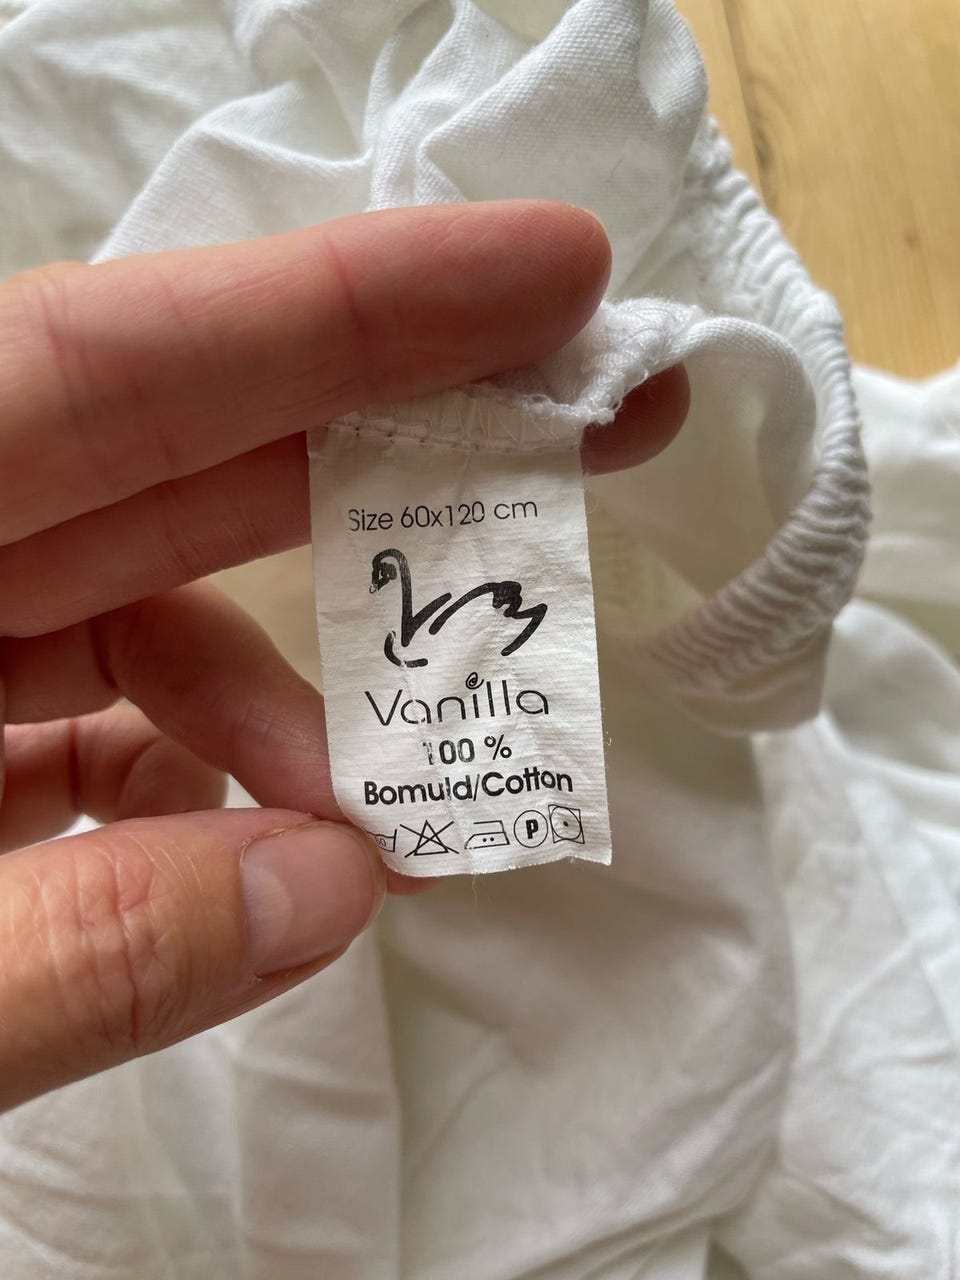 Size 60x120 cm
Vanilla
100 %
Bomuld/Cotton
P